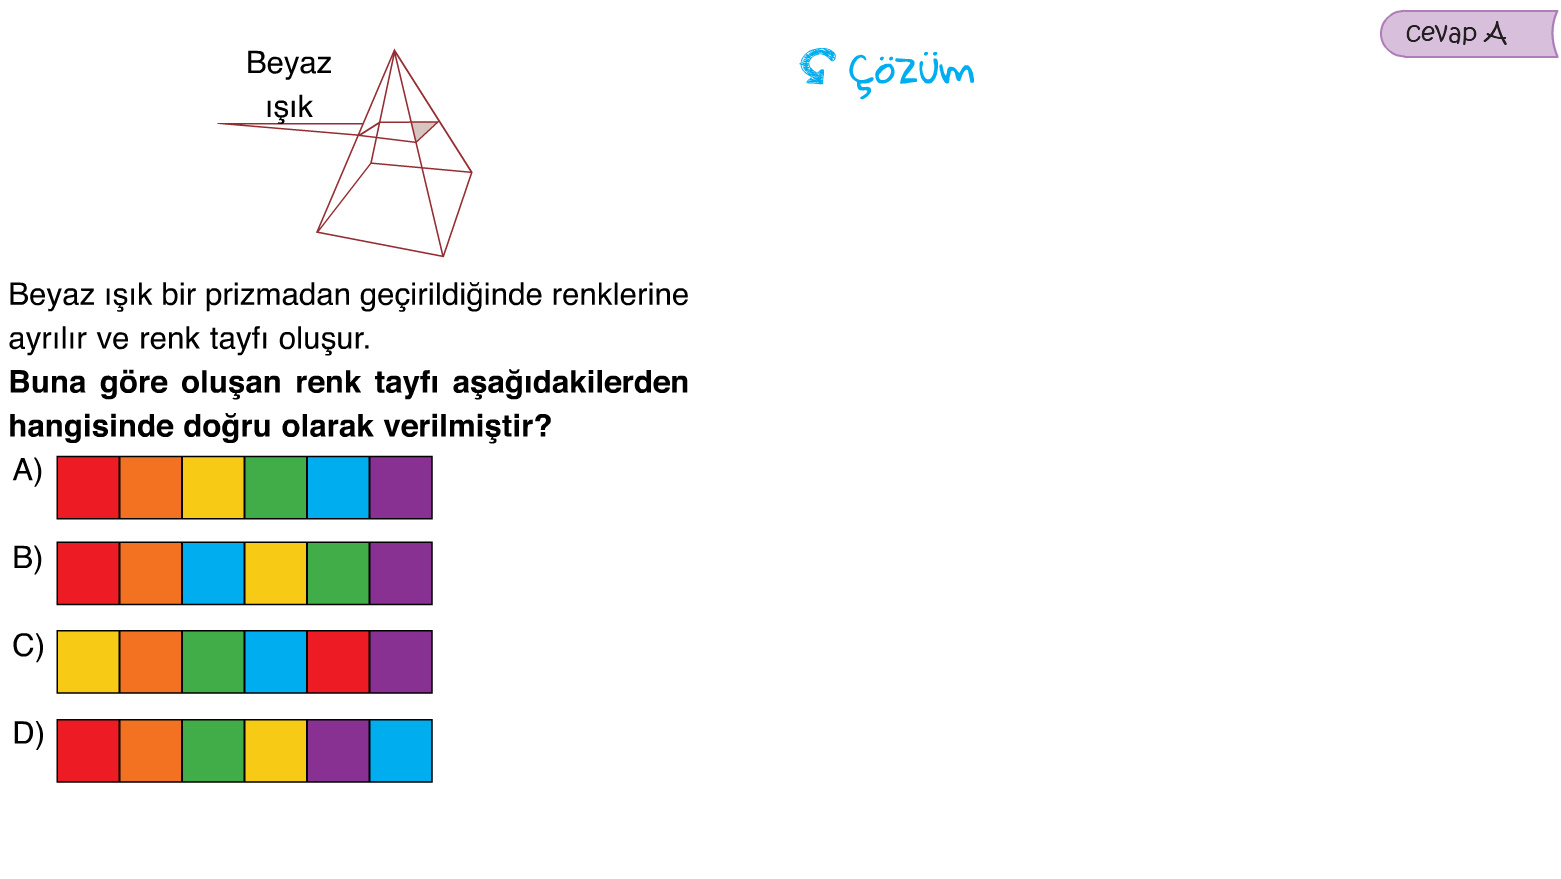 Beyaz
ışık
Beyaz ışık bir prizmadan geçirildiğinde renklerine
ayrılır ve renk tayfı oluşur.
Buna göre oluşan renk tayfı aşağıdakilerden
hangisinde doğru olarak verilmiştir?
A)
B)
C)
D)
Çözüm
Cevap A